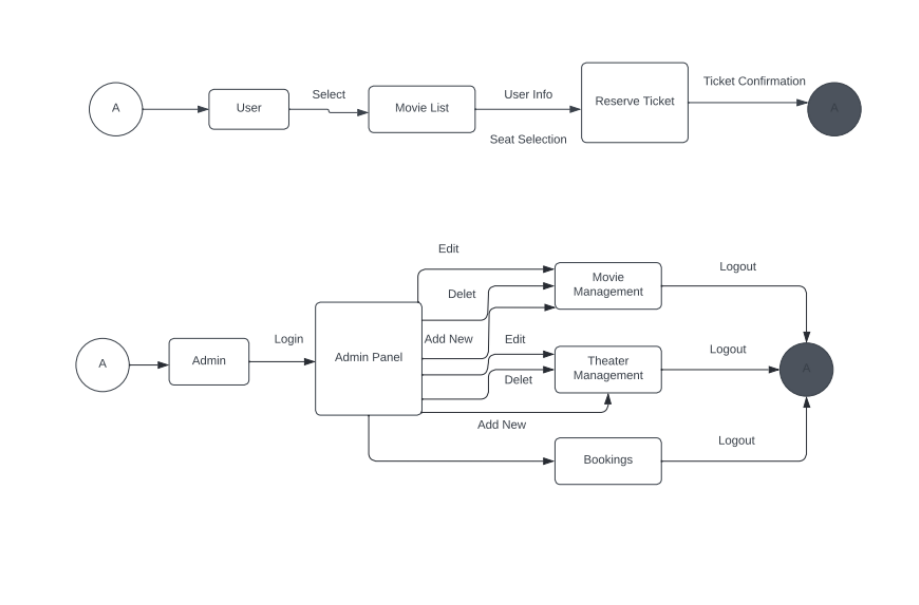 A
User
Select
Movie List
User Info
Seat Selection
Reserve Ticket
Ticket Confirmation
A
A
Admin
Login
Admin Panel
Edit
Delet
Add New
Movie
Management
Logout
Edit
Delet
Add New
Theater
Management
Logout
Bookings
Logout
A